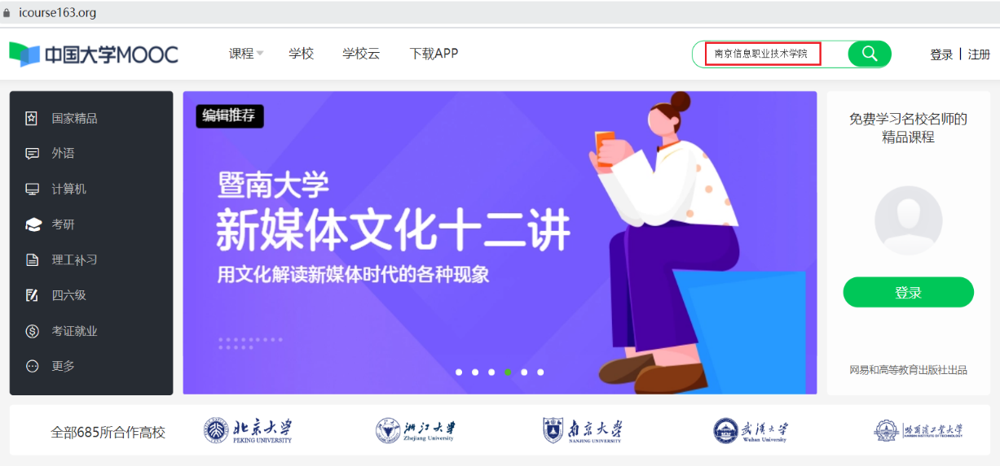 icourse163.org
中国大学MOOC
课程
学校
学校云
下载APP
南京信息职业技术学院
登录 | 注册
国家精品
外语
计算机
考研
理工补习
四六级
考证就业
更多
编辑推荐
暨南大学
新媒体文化十二讲
用文化解读新媒体时代的各种现象
免费学习名校名师的
精品课程
登录
网易和高等教育出版社出品
全部685所合作高校
北京大学
PEKING UNIVERSITY
浙江大学
Zhejiang University
南京大学
NANJING UNIVERSITY
武汉大学
Wuhan University
哈尔滨工业大学
HARBIN INSTITUTE OF TECHNOLOGY